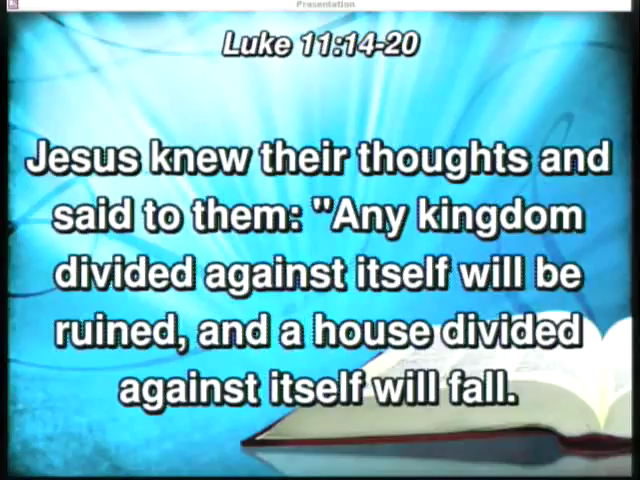 Presentation
Luke 11:14-20
Jesus knew their thoughts and
said to them: "Any kingdom
divided against itself will be
ruined, and a house divided
against itself will fall.